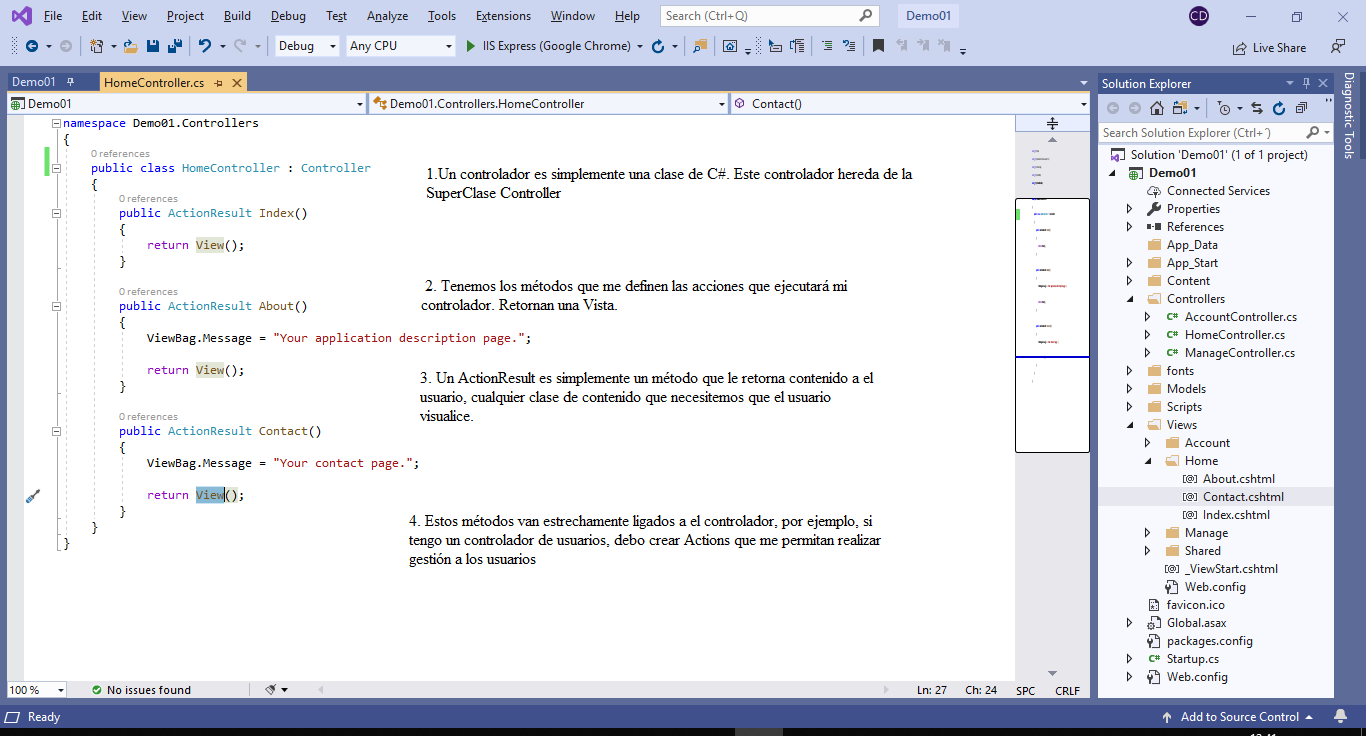 File Edit View Project Build Debug Test Analyze Tools Extensions Window Help Search (Ctrl+Q) Demo01 CD
Debug Any CPU IIS Express (Google Chrome) Live Share
Demo01 HomeController.cs
Demo01 Demo01.Controllers.HomeController Contact()
namespace Demo01.Controllers
{
0 references
public class HomeController : Controller
{
0 references
public ActionResult Index()
{
return View();
}
0 references
public ActionResult About()
{
ViewBag.Message = "Your application description page.";
return View();
}
0 references
public ActionResult Contact()
{
ViewBag.Message = "Your contact page.";
return View();
}
}
}
1.Un controlador es simplemente una clase de C#. Este controlador hereda de la
SuperClase Controller
2. Tenemos los métodos que me definen las acciones que ejecutará mi
controlador. Retornan una Vista.
3. Un ActionResult es simplemente un método que le retorna contenido a el
usuario, cualquier clase de contenido que necesitemos que el usuario
visualice.
4. Estos métodos van estrechamente ligados a el controlador, por ejemplo, si
tengo un controlador de usuarios, debo crear Actions que me permitan realizar
gestión a los usuarios
Solution Explorer
Search Solution Explorer (Ctrl+´)
Solution 'Demo01' (1 of 1 project)
Demo01
Connected Services
Properties
References
App_Data
App_Start
Content
Controllers
C# AccountController.cs
C# HomeController.cs
C# ManageController.cs
fonts
Models
Scripts
Views
Account
Home
[@] About.cshtml
[@] Contact.cshtml
[@] Index.cshtml
Manage
Shared
[@] _ViewStart.cshtml
Web.config
favicon.ico
Global.asax
packages.config
C# Startup.cs
Web.config
Diagnostic Tools
100 % No issues found Ln: 27 Ch: 24 SPC CRLF
Ready Add to Source Control